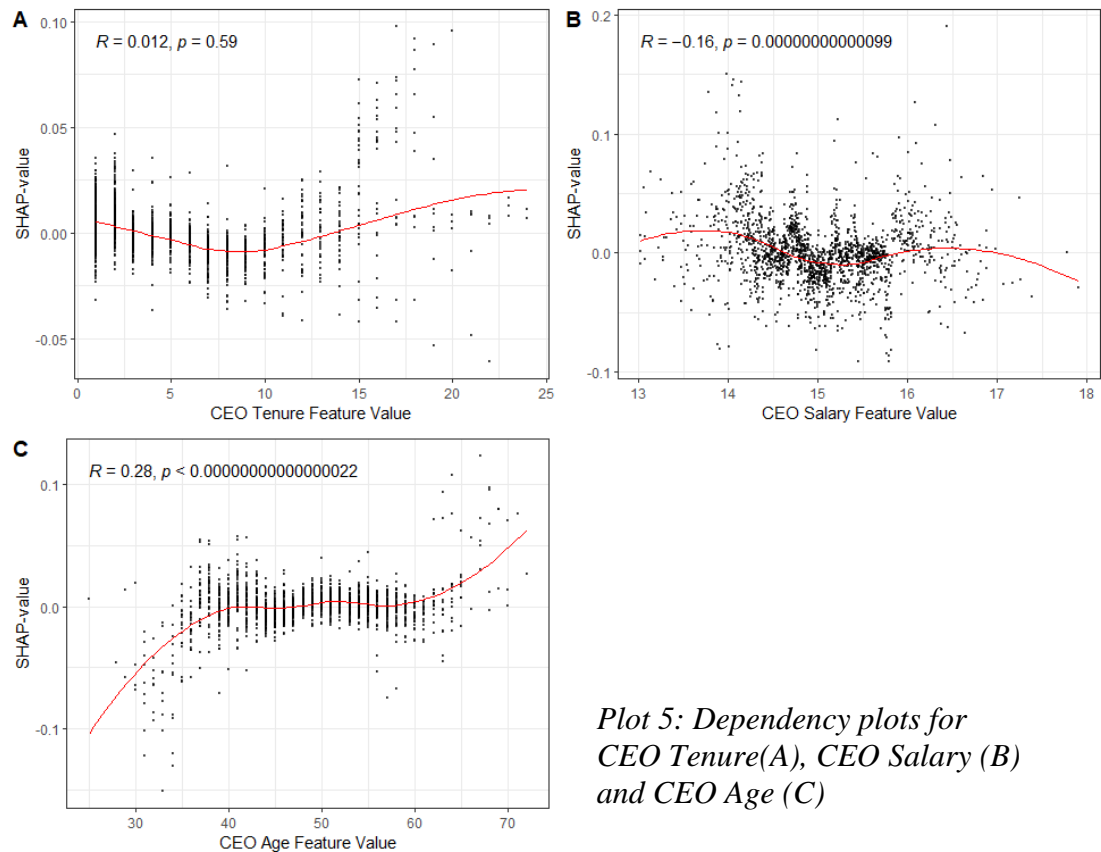 A
R = 0.012, p = 0.59
0.10
0.05
0.00
-0.05
SHAP-value
0 5 10 15 20 25
CEO Tenure Feature Value
B
R = −0.16, p = 0.00000000000099
0.2
0.1
0.0
-0.1
SHAP-value
13 14 15 16 17 18
CEO Salary Feature Value
C
R = 0.28, p < 0.00000000000000022
0.1
0.0
-0.1
SHAP-value
30 40 50 60 70
CEO Age Feature Value
Plot 5: Dependency plots for
CEO Tenure(A), CEO Salary (B)
and CEO Age (C)